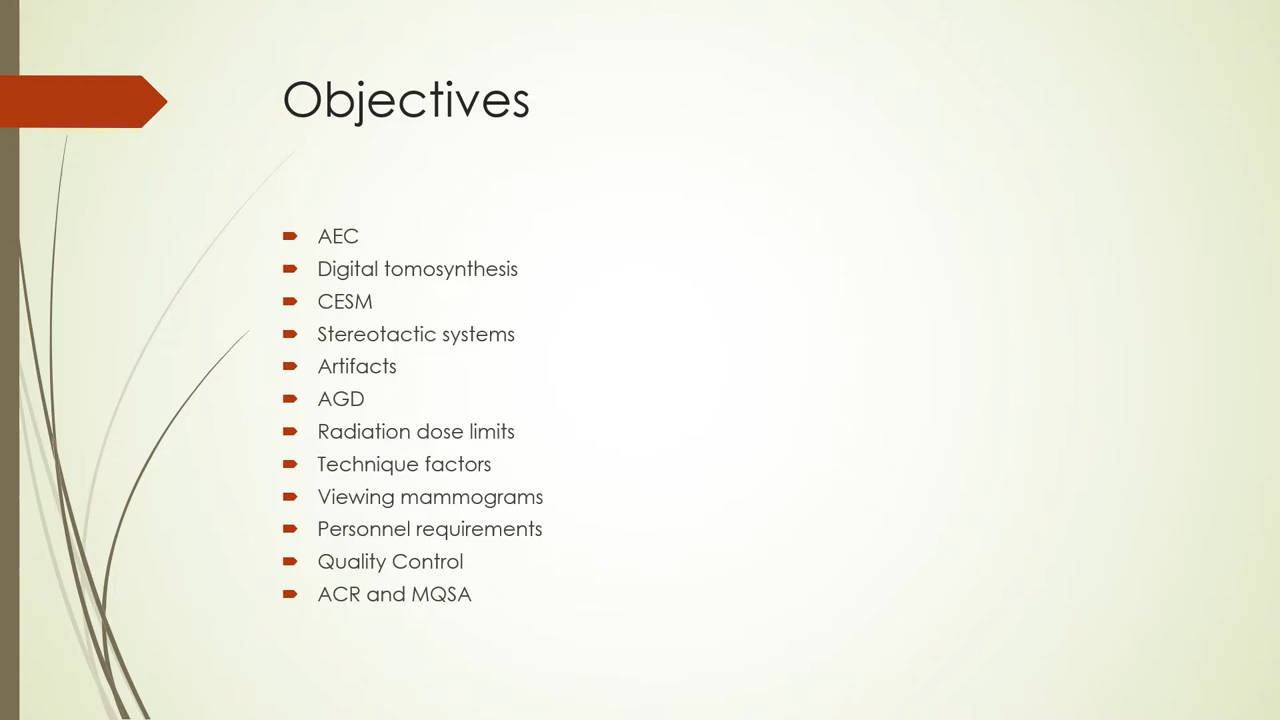 Objectives
AEC
Digital tomosynthesis
CESM
Stereotactic systems
Artifacts
AGD
Radiation dose limits
Technique factors
Viewing mammograms
Personnel requirements
Quality Control
ACR and MQSA